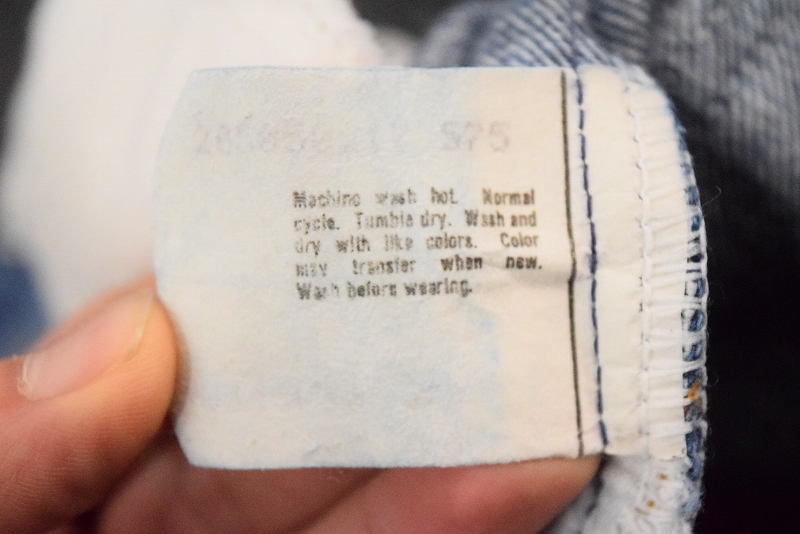 575
Machine wash hot. Normal
cycle. Tumble dry. Wash and
dry with like colors. Color
may transfer when new.
Wash before wearing.